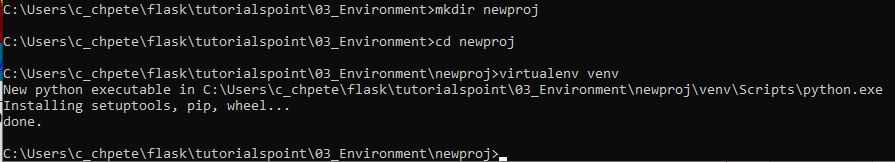 C:\Users\c_chpete\flask\tutorialspoint\03_Environment>mkdir newproj
C:\Users\c_chpete\flask\tutorialspoint\03_Environment>cd newproj
C:\Users\c_chpete\flask\tutorialspoint\03_Environment\newproj>virtualenv venv
New python executable in C:\Users\c_chpete\flask\tutorialspoint\03_Environment\newproj\venv\Scripts\python.exe
Installing setuptools, pip, wheel...
done.
C:\Users\c_chpete\flask\tutorialspoint\03_Environment\newproj>